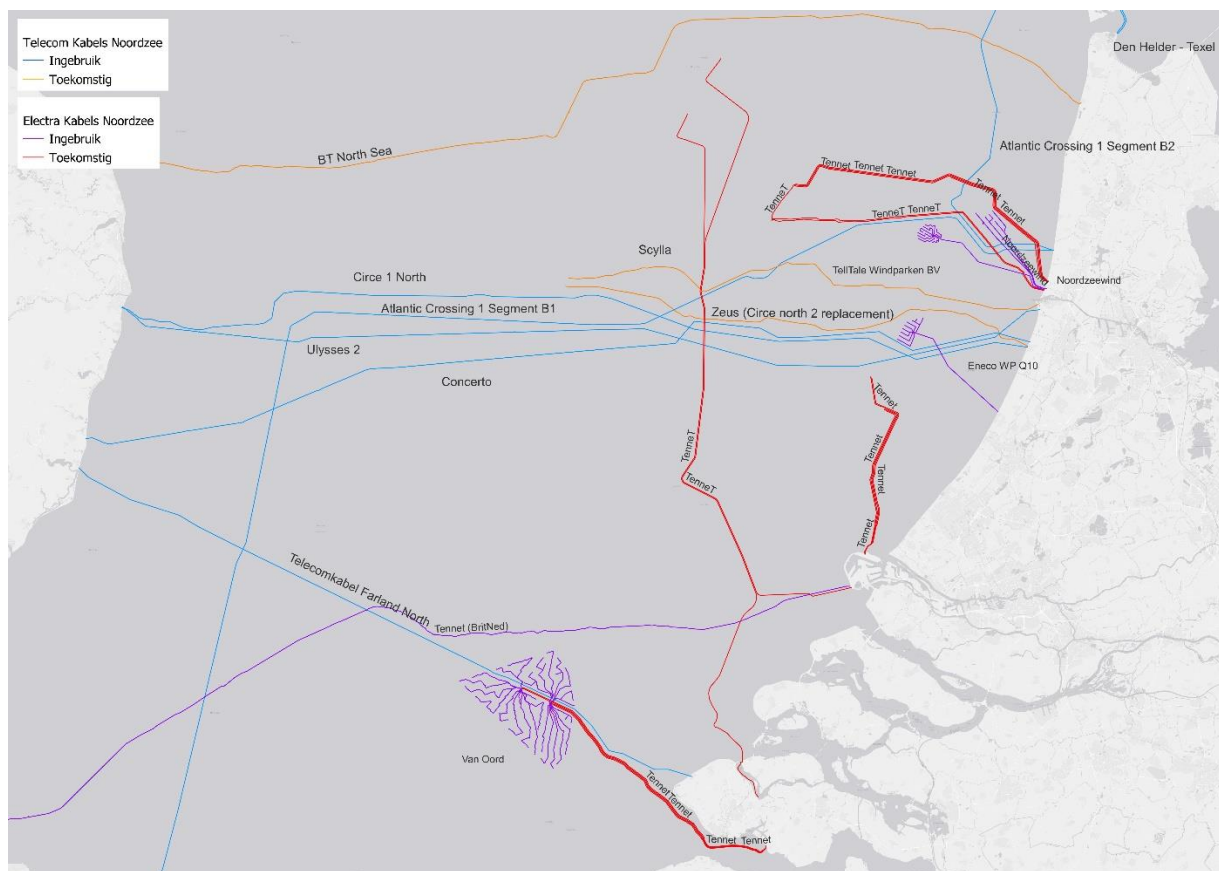 Telecom Kabels Noordzee
Ingebruik
Toekomstig
Electra Kabels Noordzee
Ingebruik
Toekomstig
Den Helder - Texel
BT North Sea
Atlantic Crossing 1 Segment B2
Tennet Tennet Tennet
Tennet
Tennet
TenneT
TenneT TenneT
Noordzeewind
Scylla
Circe 1 North
TellTale Windparken BV
Noordzeewind
Atlantic Crossing 1 Segment B1
Zeus (Circe north 2 replacement)
Ulysses 2
Eneco WP Q10
Concerto
Tennet
Tennet
TenneT
Tennet
TenneT
Tennet
Telecomkabel Farland North
Tennet (BritNed)
Van Oord
TennetTennet
Tennet Tennet